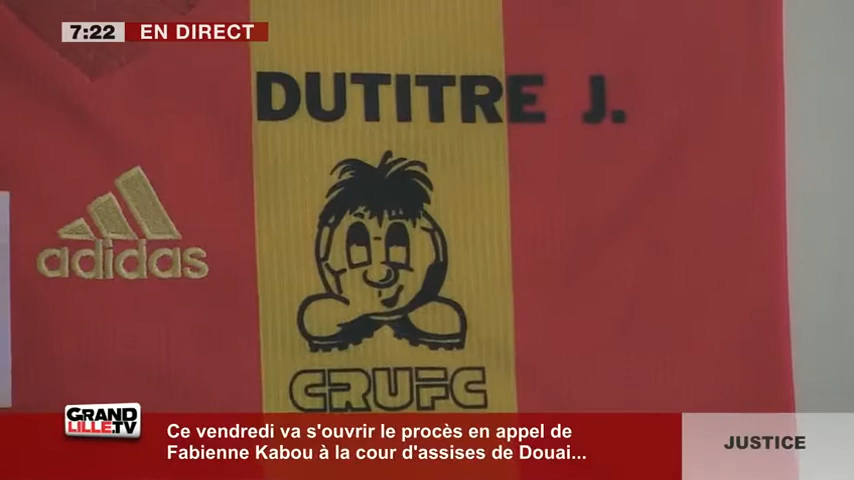 7:22 EN DIRECT
DUTITRE J.
adidas
CRUFC
GRAND
LILLE.TV
Ce vendredi va s'ouvrir le procès en appel de
Fabienne Kabou à la cour d'assises de Douai...
JUSTICE